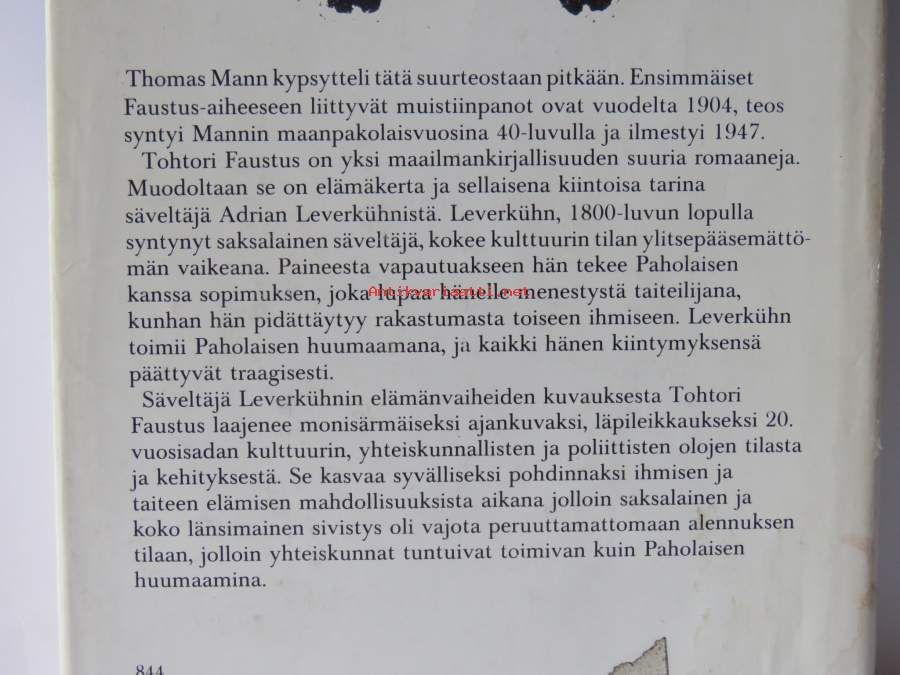 Thomas Mann kypsytteli tätä suurteostaan pitkään. Ensimmäiset
Faustus-aiheeseen liittyvät muistiinpanot ovat vuodelta 1904, teos
syntyi Mannin maanpakolaisvuosina 40-luvulla ja ilmestyi 1947.
Tohtori Faustus on yksi maailmankirjallisuuden suuria romaaneja.
Muodoltaan se on elämäkerta ja sellaisena kiintoisa tarina
säveltäjä Adrian Leverkühnistä. Leverkühn, 1800-luvun lopulla
syntynyt saksalainen säveltäjä, kokee kulttuurin tilan ylitsepääsemättö-
män vaikeana. Paineesta vapautuakseen hän tekee Paholaisen
kanssa sopimuksen, joka lupaa hänelle menestystä taiteilijana,
Antikvariaatti.net
kunhan hän pidättäytyy rakastumasta toiseen ihmiseen. Leverkühn
toimii Paholaisen huumaamana, ja kaikki hänen kiintymyksensä
päättyvät traagisesti.
Säveltäjä Leverkühnin elämänvaiheiden kuvauksesta Tohtori
Faustus laajenee monisärmäiseksi ajankuvaksi, läpileikkaukseksi 20.
vuosisadan kulttuurin, yhteiskunnallisten ja poliittisten olojen tilasta
ja kehityksestä. Se kasvaa syvälliseksi pohdinnaksi ihmisen ja
taiteen elämisen mahdollisuuksista aikana jolloin saksalainen ja
koko länsimainen sivistys oli vajota peruuttamattomaan alennuksen
tilaan, jolloin yhteiskunnat tuntuivat toimivan kuin Paholaisen
huumaamina.
844